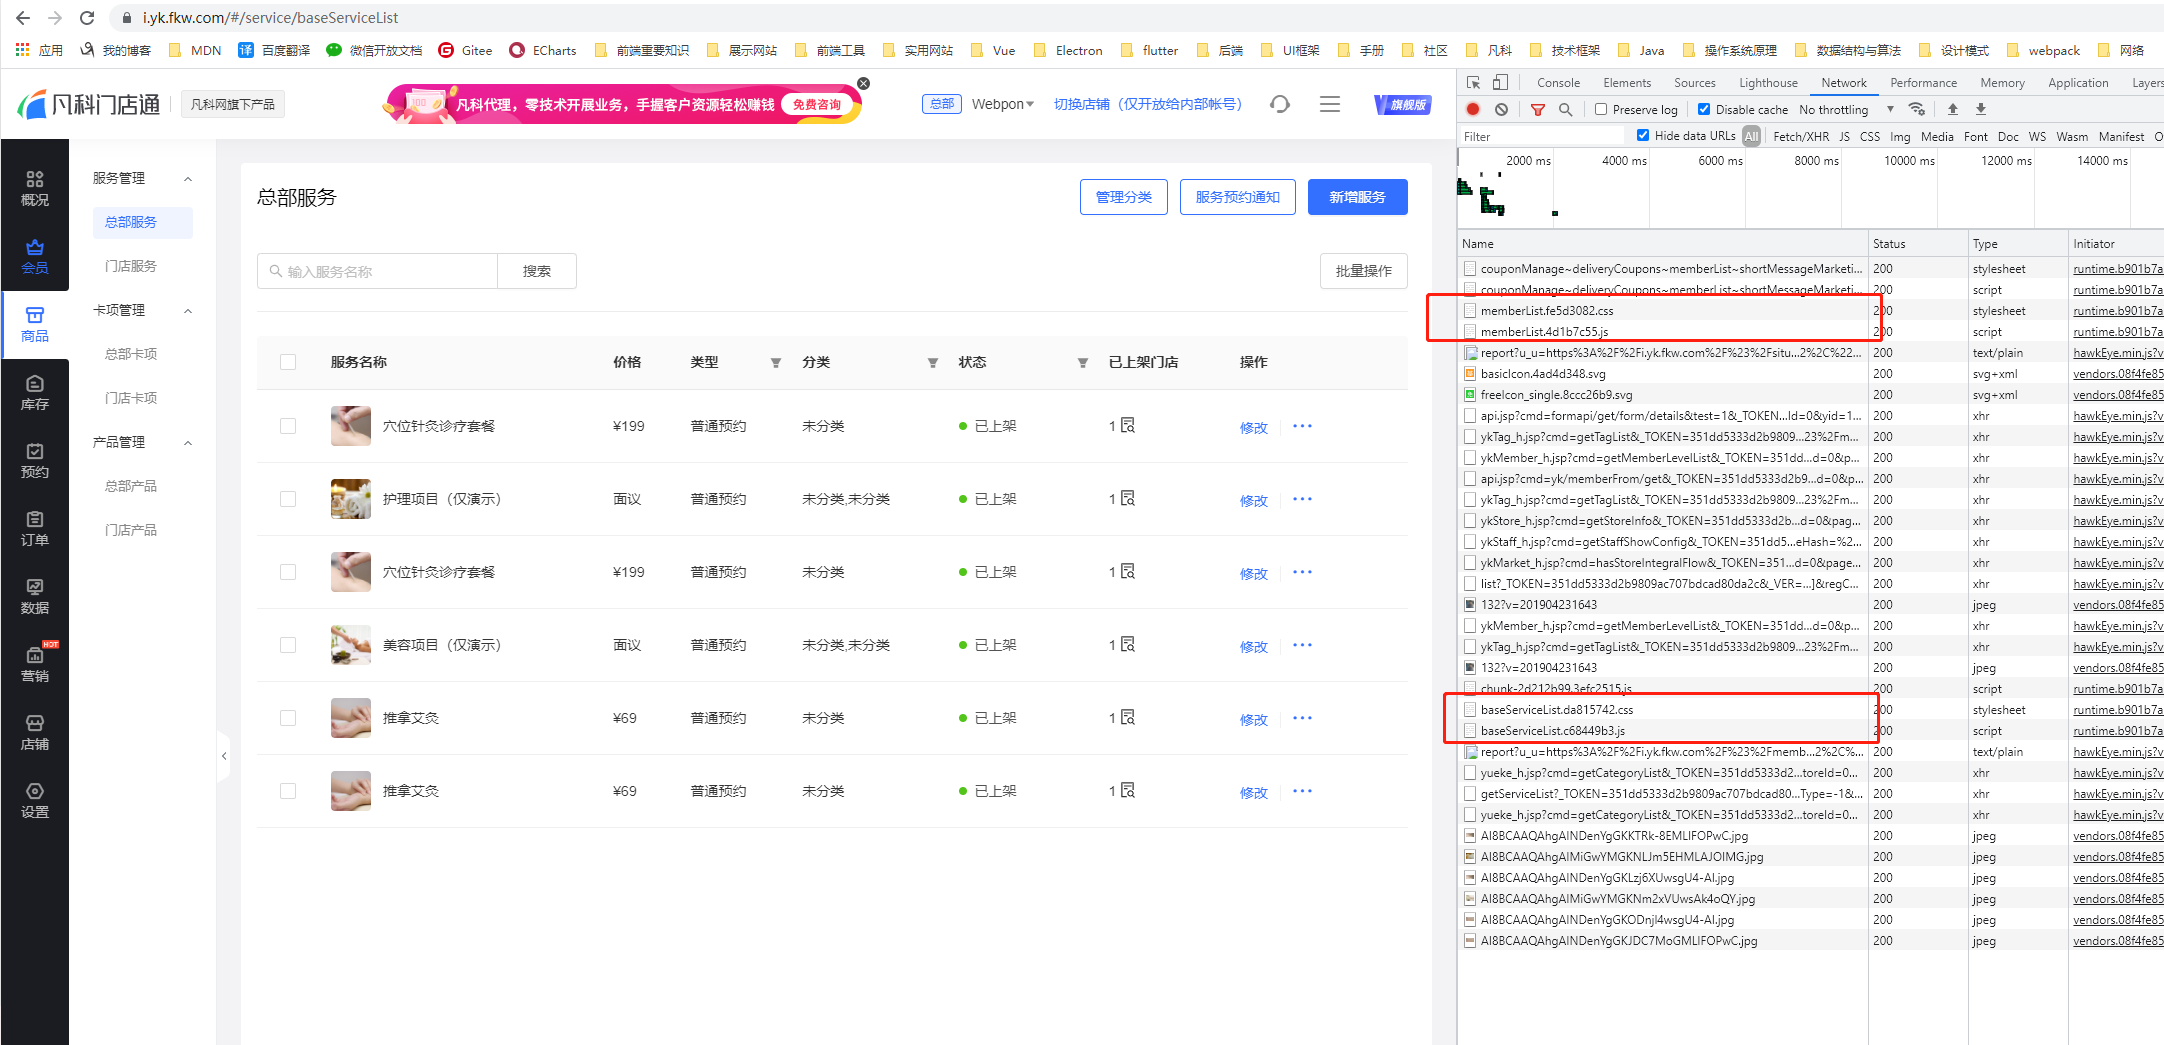 i.yk.fkw.com/#/service/baseServiceList
应用 我的博客 MDN 百度翻译 微信开放文档 Gitee ECharts 前端重要知识 展示网站 前端工具 实用网站 Vue Electron flutter 后端 UI框架 手册 社区 凡科 技术框架 Java 操作系统原理 数据结构与算法 设计模式 webpack 网络
凡科门店通 凡科网旗下产品 凡科代理，零技术开展业务，手握客户资源轻松赚钱 免费咨询 总部 Webpon 切换店铺（仅开放给内部帐号） 旗舰版
概况
会员
商品
库存
预约
订单
数据
HOT
营销
店铺
设置
服务管理
总部服务
门店服务
卡项管理
总部卡项
门店卡项
产品管理
总部产品
门店产品
总部服务 管理分类 服务预约通知 新增服务
输入服务名称 搜索 批量操作
服务名称 价格 类型 分类 状态 已上架门店 操作
穴位针灸诊疗套餐 ¥199 普通预约 未分类 已上架 1 修改 ···
护理项目（仅演示） 面议 普通预约 未分类,未分类 已上架 1 修改 ···
穴位针灸诊疗套餐 ¥199 普通预约 未分类 已上架 1 修改 ···
美容项目（仅演示） 面议 普通预约 未分类,未分类 已上架 1 修改 ···
推拿艾灸 ¥69 普通预约 未分类 已上架 1 修改 ···
推拿艾灸 ¥69 普通预约 未分类 已上架 1 修改 ···
Console Elements Sources Lighthouse Network Performance Memory Application Layers
Preserve log Disable cache No throttling
Filter Hide data URLs All Fetch/XHR JS CSS Img Media Font Doc WS Wasm Manifest O
2000 ms 4000 ms 6000 ms 8000 ms 10000 ms 12000 ms 14000 ms
Name Status Type Initiator
couponManage~deliveryCoupons~memberList~shortMessageMarketi... 200 stylesheet runtime.b901b7a
couponManage~deliveryCoupons~memberList~shortMessageMarketi... 200 script runtime.b901b7a
memberList.fe5d3082.css 200 stylesheet runtime.b901b7a
memberList.4d1b7c55.js 200 script runtime.b901b7a
report?u_u=https%3A%2F%2Fi.yk.fkw.com%2F%23%2Fsitu...2%2C%22... 200 text/plain hawkEye.min.js?v
basicIcon.4ad4d348.svg 200 svg+xml vendors.08f4fe85
freeIcon_single.8ccc26b9.svg 200 svg+xml vendors.08f4fe85
api.jsp?cmd=formapi/get/form/details&test=1&_TOKEN...Id=0&yid=1... 200 xhr hawkEye.min.js?v
ykTag_h.jsp?cmd=getTagList&_TOKEN=351dd5333d2b9809...23%2Fm... 200 xhr hawkEye.min.js?v
ykMember_h.jsp?cmd=getMemberLevelList&_TOKEN=351dd...d=0&p... 200 xhr hawkEye.min.js?v
api.jsp?cmd=yk/memberFrom/get&_TOKEN=351dd5333d2b9...d=0&p... 200 xhr hawkEye.min.js?v
ykTag_h.jsp?cmd=getTagList&_TOKEN=351dd5333d2b9809...23%2Fm... 200 xhr hawkEye.min.js?v
ykStore_h.jsp?cmd=getStoreInfo&_TOKEN=351dd5333d2b...d=0&pag... 200 xhr hawkEye.min.js?v
ykStaff_h.jsp?cmd=getStaffShowConfig&_TOKEN=351dd5...eHash=%2... 200 xhr hawkEye.min.js?v
ykMarket_h.jsp?cmd=hasStoreIntegralFlow&_TOKEN=351...d=0&page... 200 xhr hawkEye.min.js?v
list?_TOKEN=351dd5333d2b9809ac707bdcad80da2c&_VER=...]&regC... 200 xhr hawkEye.min.js?v
132?v=201904231643 200 jpeg vendors.08f4fe85
ykMember_h.jsp?cmd=getMemberLevelList&_TOKEN=351dd...d=0&p... 200 xhr hawkEye.min.js?v
ykTag_h.jsp?cmd=getTagList&_TOKEN=351dd5333d2b9809...23%2Fm... 200 xhr hawkEye.min.js?v
132?v=201904231643 200 jpeg vendors.08f4fe85
chunk-2d212b99.3efc2515.js 200 script runtime.b901b7a
baseServiceList.da815742.css 200 stylesheet runtime.b901b7a
baseServiceList.c68449b3.js 200 script runtime.b901b7a
report?u_u=https%3A%2F%2Fi.yk.fkw.com%2F%23%2Fmemb...2%2C%... 200 text/plain hawkEye.min.js?v
yueke_h.jsp?cmd=getCategoryList&_TOKEN=351dd5333d2...toreId=0... 200 xhr hawkEye.min.js?v
getServiceList?_TOKEN=351dd5333d2b9809ac707bdcad80...Type=-1&... 200 xhr hawkEye.min.js?v
yueke_h.jsp?cmd=getCategoryList&_TOKEN=351dd5333d2...toreId=0... 200 xhr hawkEye.min.js?v
AI8BCAAQAhgAINDenYgGKKTRk-8EMLIFOPwC.jpg 200 jpeg vendors.08f4fe85
AI8BCAAQAhgAIMiGwYMGKNLJm5EHMLAJOIMG.jpg 200 jpeg vendors.08f4fe85
AI8BCAAQAhgAINDenYgGKLzj6XUwsgU4-AI.jpg 200 jpeg vendors.08f4fe85
AI8BCAAQAhgAIMiGwYMGKNm2xVUwsAk4oQY.jpg 200 jpeg vendors.08f4fe85
AI8BCAAQAhgAINDenYgGKODnjI4wsgU4-AI.jpg 200 jpeg vendors.08f4fe85
AI8BCAAQAhgAINDenYgGKJDC7MoGMLIFOPwC.jpg 200 jpeg vendors.08f4fe85